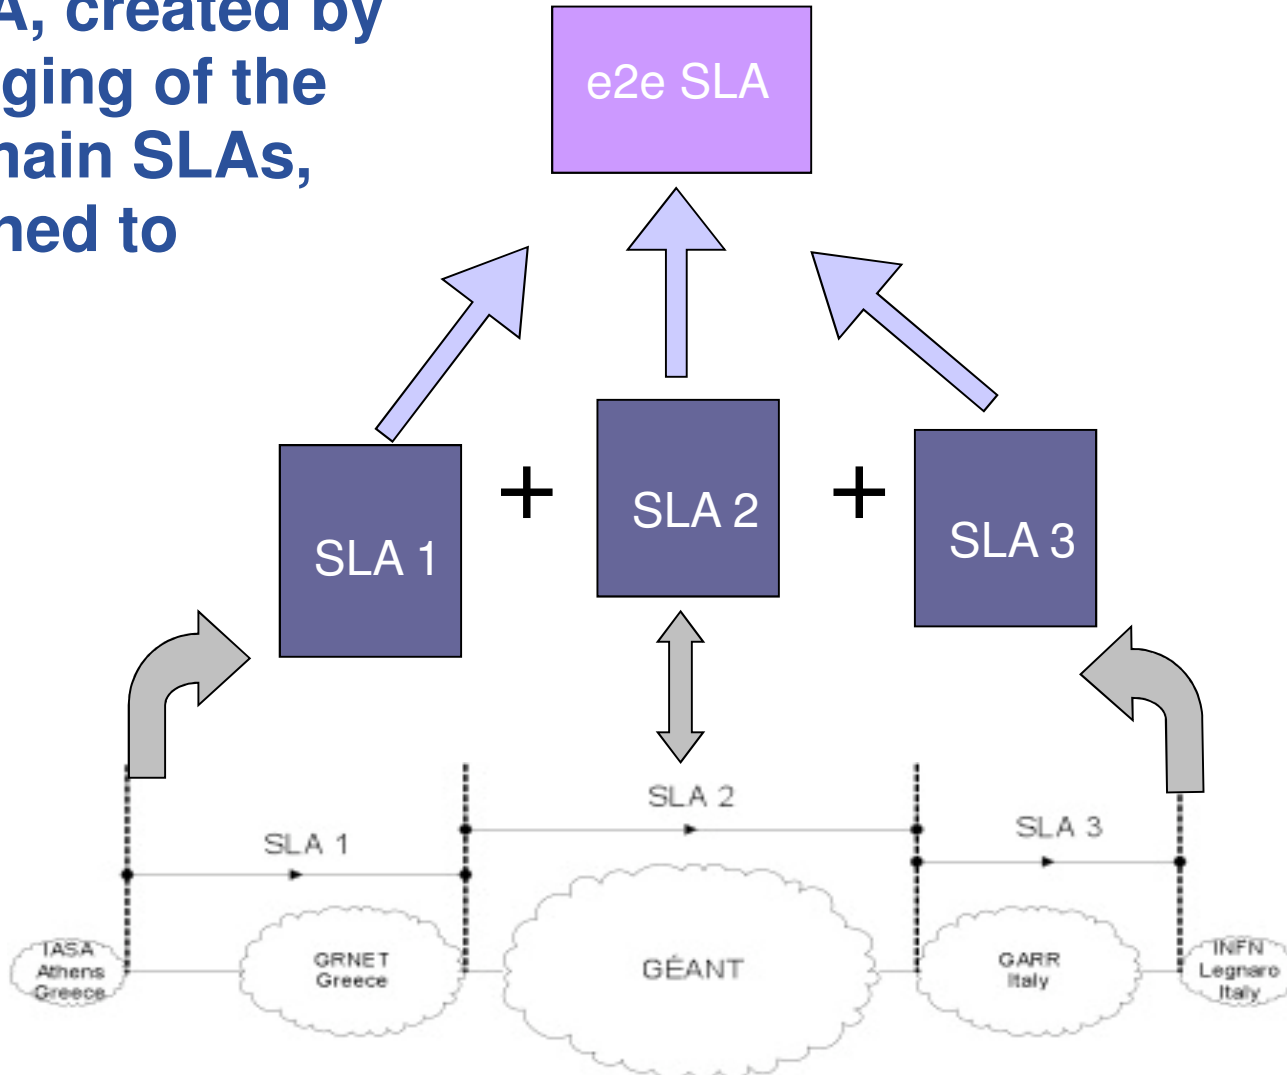 A, created by
ging of the
main SLAs,
ned to
e2e SLA
SLA 1
+
SLA 2
+
SLA 3
SLA 1
SLA 2
SLA 3
IASA
Athens
Greece
GRNET
Greece
GÉANT
GARR
Italy
INFN
Legnaro
Italy